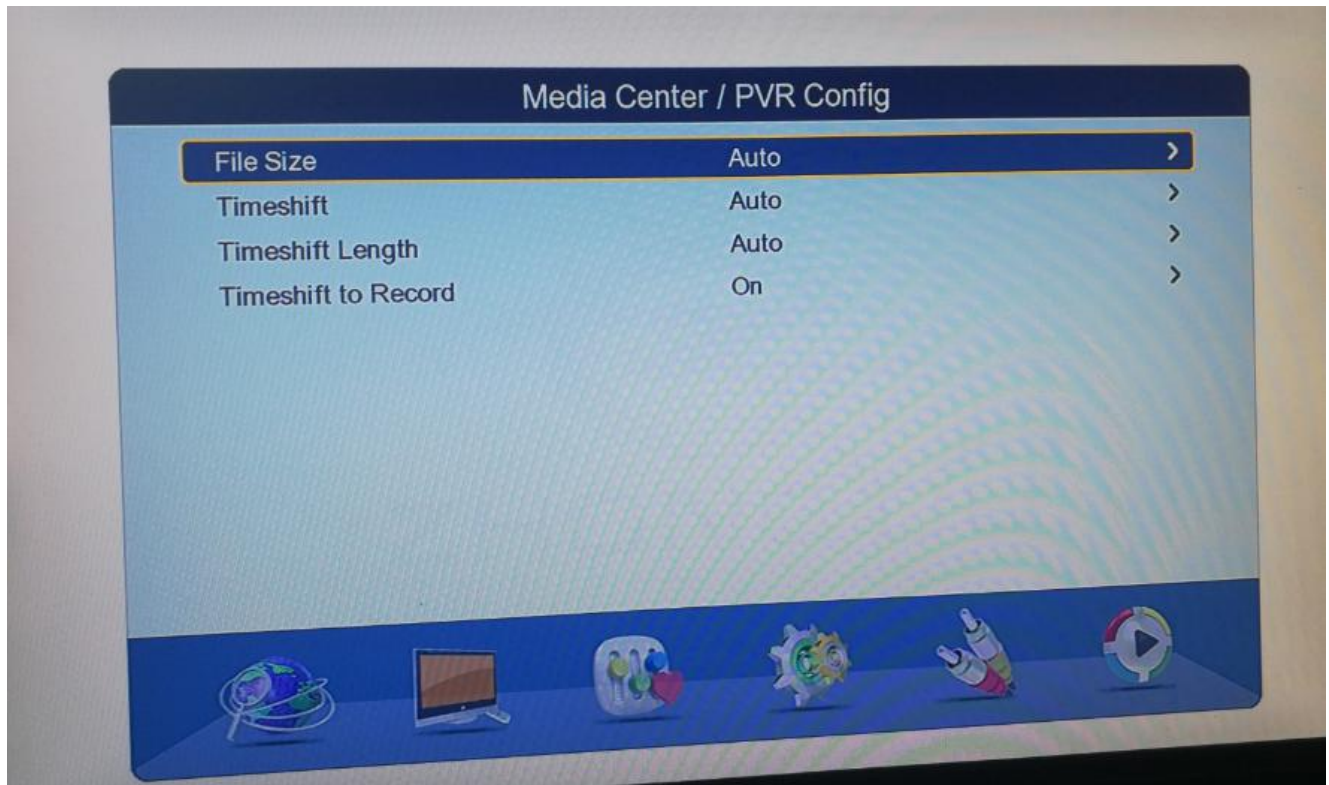 Media Center / PVR Config
File Size Auto
Timeshift Auto
Timeshift Length Auto
Timeshift to Record On